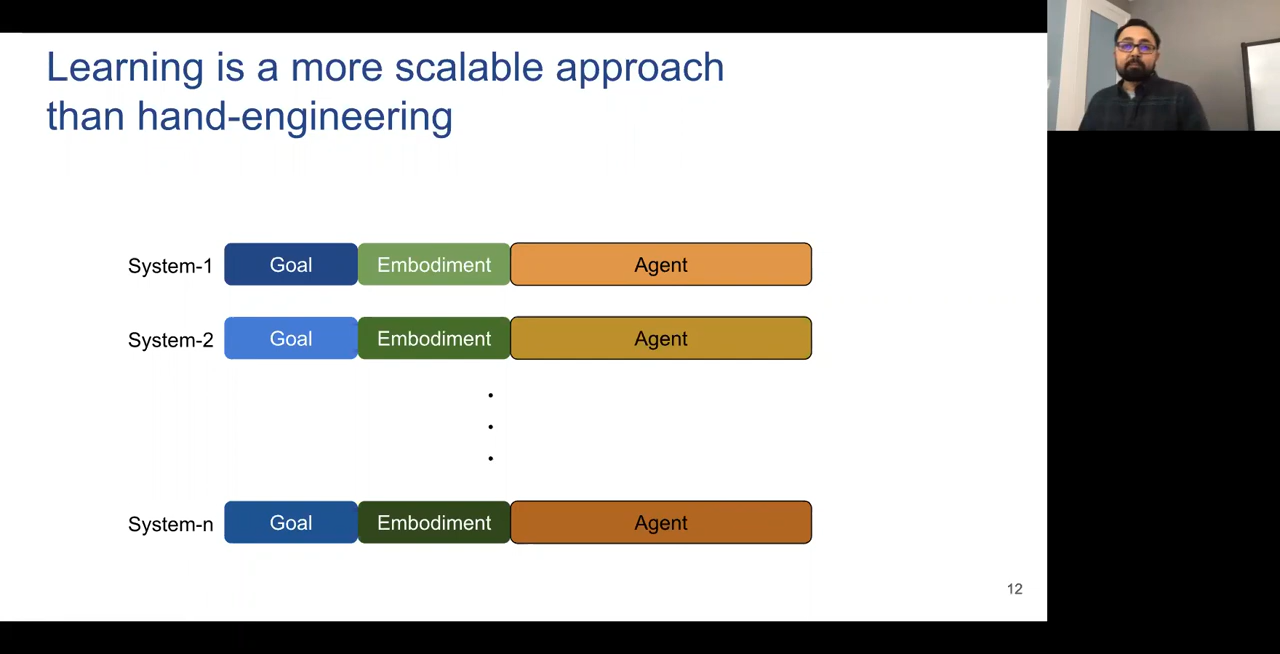 Learning is a more scalable approach
than hand-engineering
System-1 Goal Embodiment Agent
System-2 Goal Embodiment Agent
System-n Goal Embodiment Agent
12